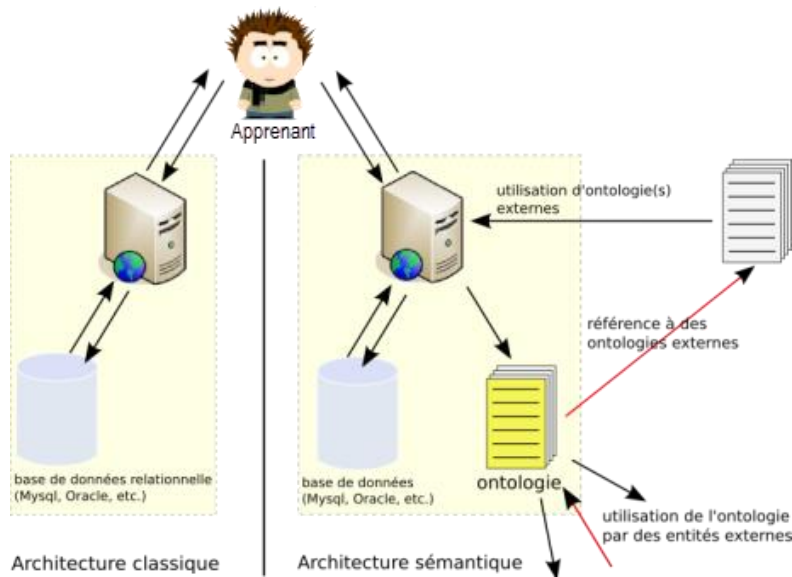 Apprenant
utilisation d'ontologie(s)
externes
référence à des
ontologies externes
base de données relationnelle
(Mysql, Oracle, etc.)
base de données
(Mysql, Oracle, etc.)
ontologie
utilisation de l'ontologie
par des entités externes
Architecture classique
Architecture sémantique